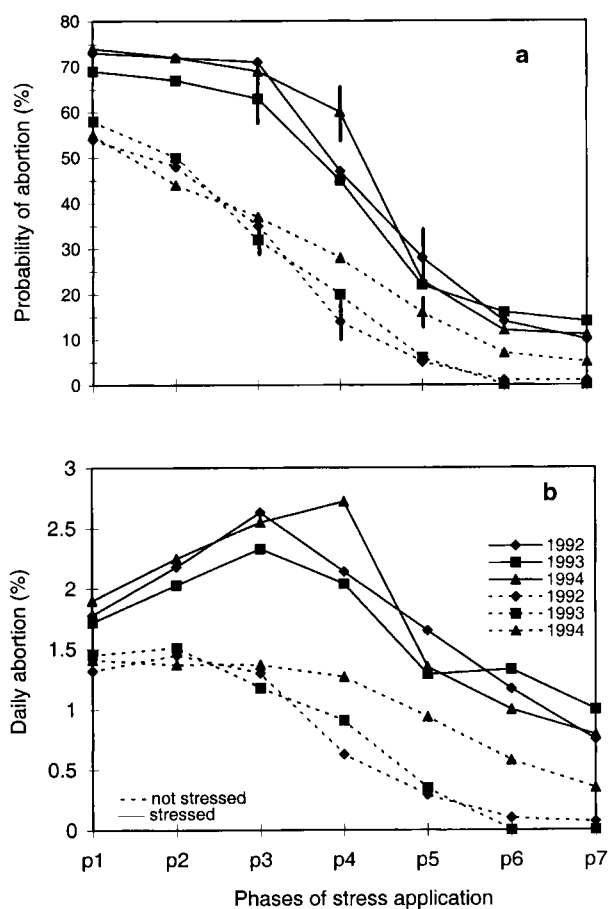 80
70
60
50
40
30
20
10
0
Probability of abortion (%)
a
3
2.5
2
1.5
1
0.5
0
Daily abortion (%)
b
1992
1993
1994
1992
1993
1994
not stressed
stressed
p1 p2 p3 p4 p5 p6 p7
Phases of stress application